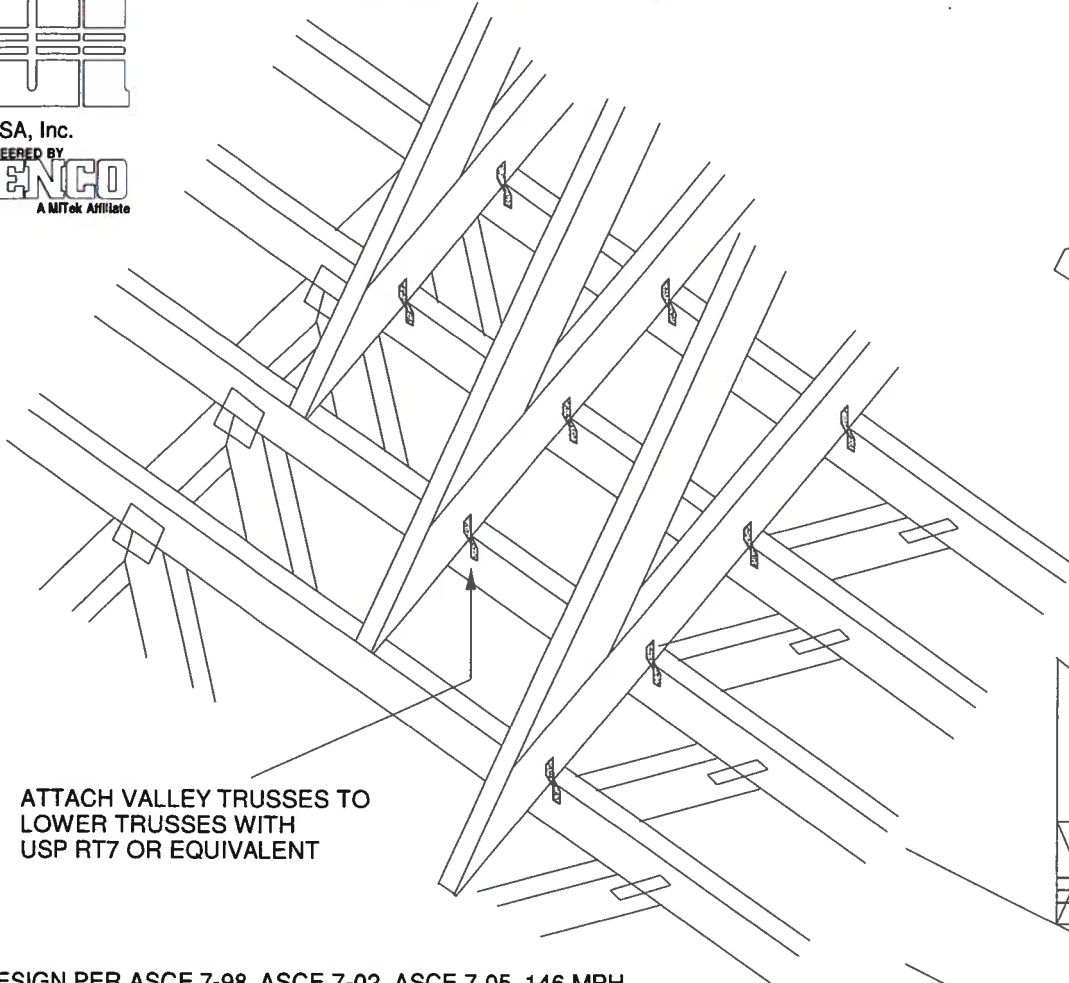 SA, Inc.
EERED BY
ENCO
A MiTek Affiliate
ATTACH VALLEY TRUSSES TO
LOWER TRUSSES WITH
USP RT7 OR EQUIVALENT
ESIGN PER ASCE 7-98, ASCE 7-02, ASCE 7-05 146 MPH